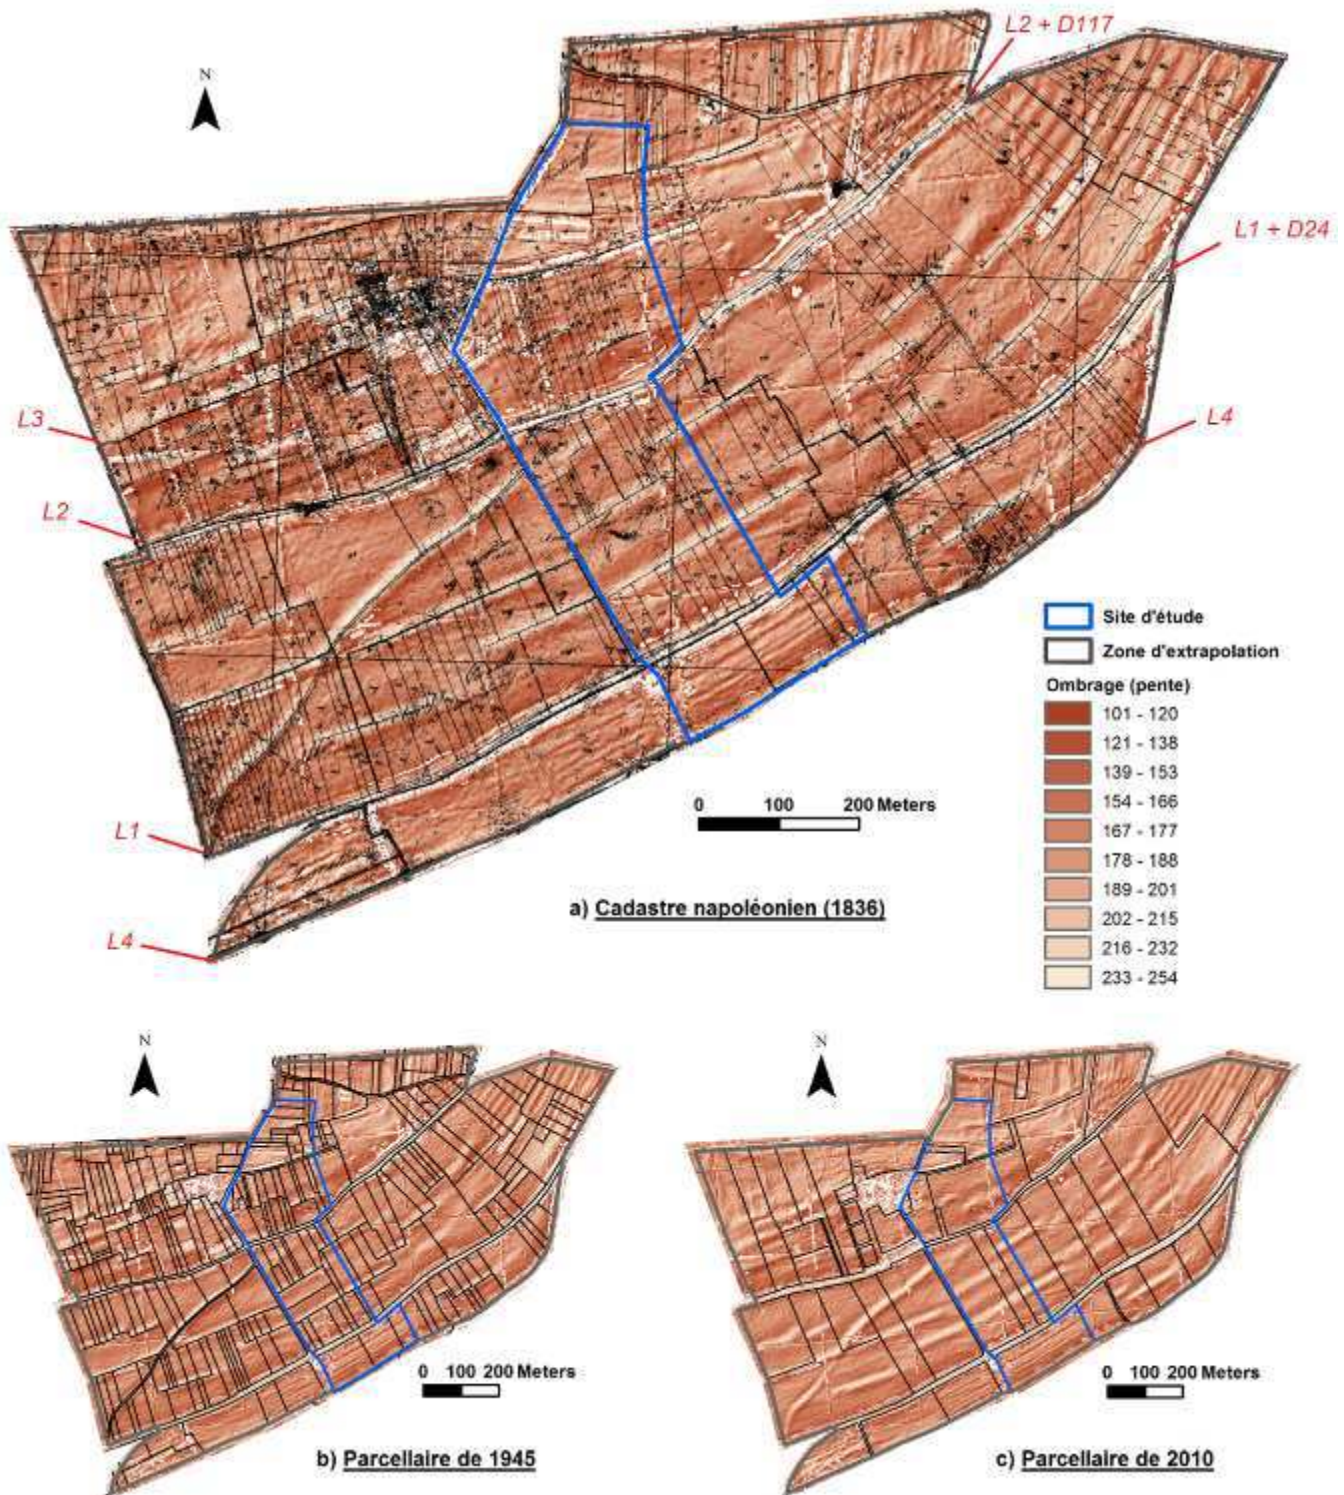 L2 + D117
N
L1 + D24
L3
L4
L2
Site d'étude
Zone d'extrapolation
Ombrage (pente)
101 - 120
121 - 138
139 - 153
154 - 166
167 - 177
178 - 188
189 - 201
202 - 215
216 - 232
233 - 254
0 100 200 Meters
L1
a) Cadastre napoléonien (1836)
L4
N
N
0 100 200 Meters
0 100 200 Meters
b) Parcellaire de 1945
c) Parcellaire de 2010